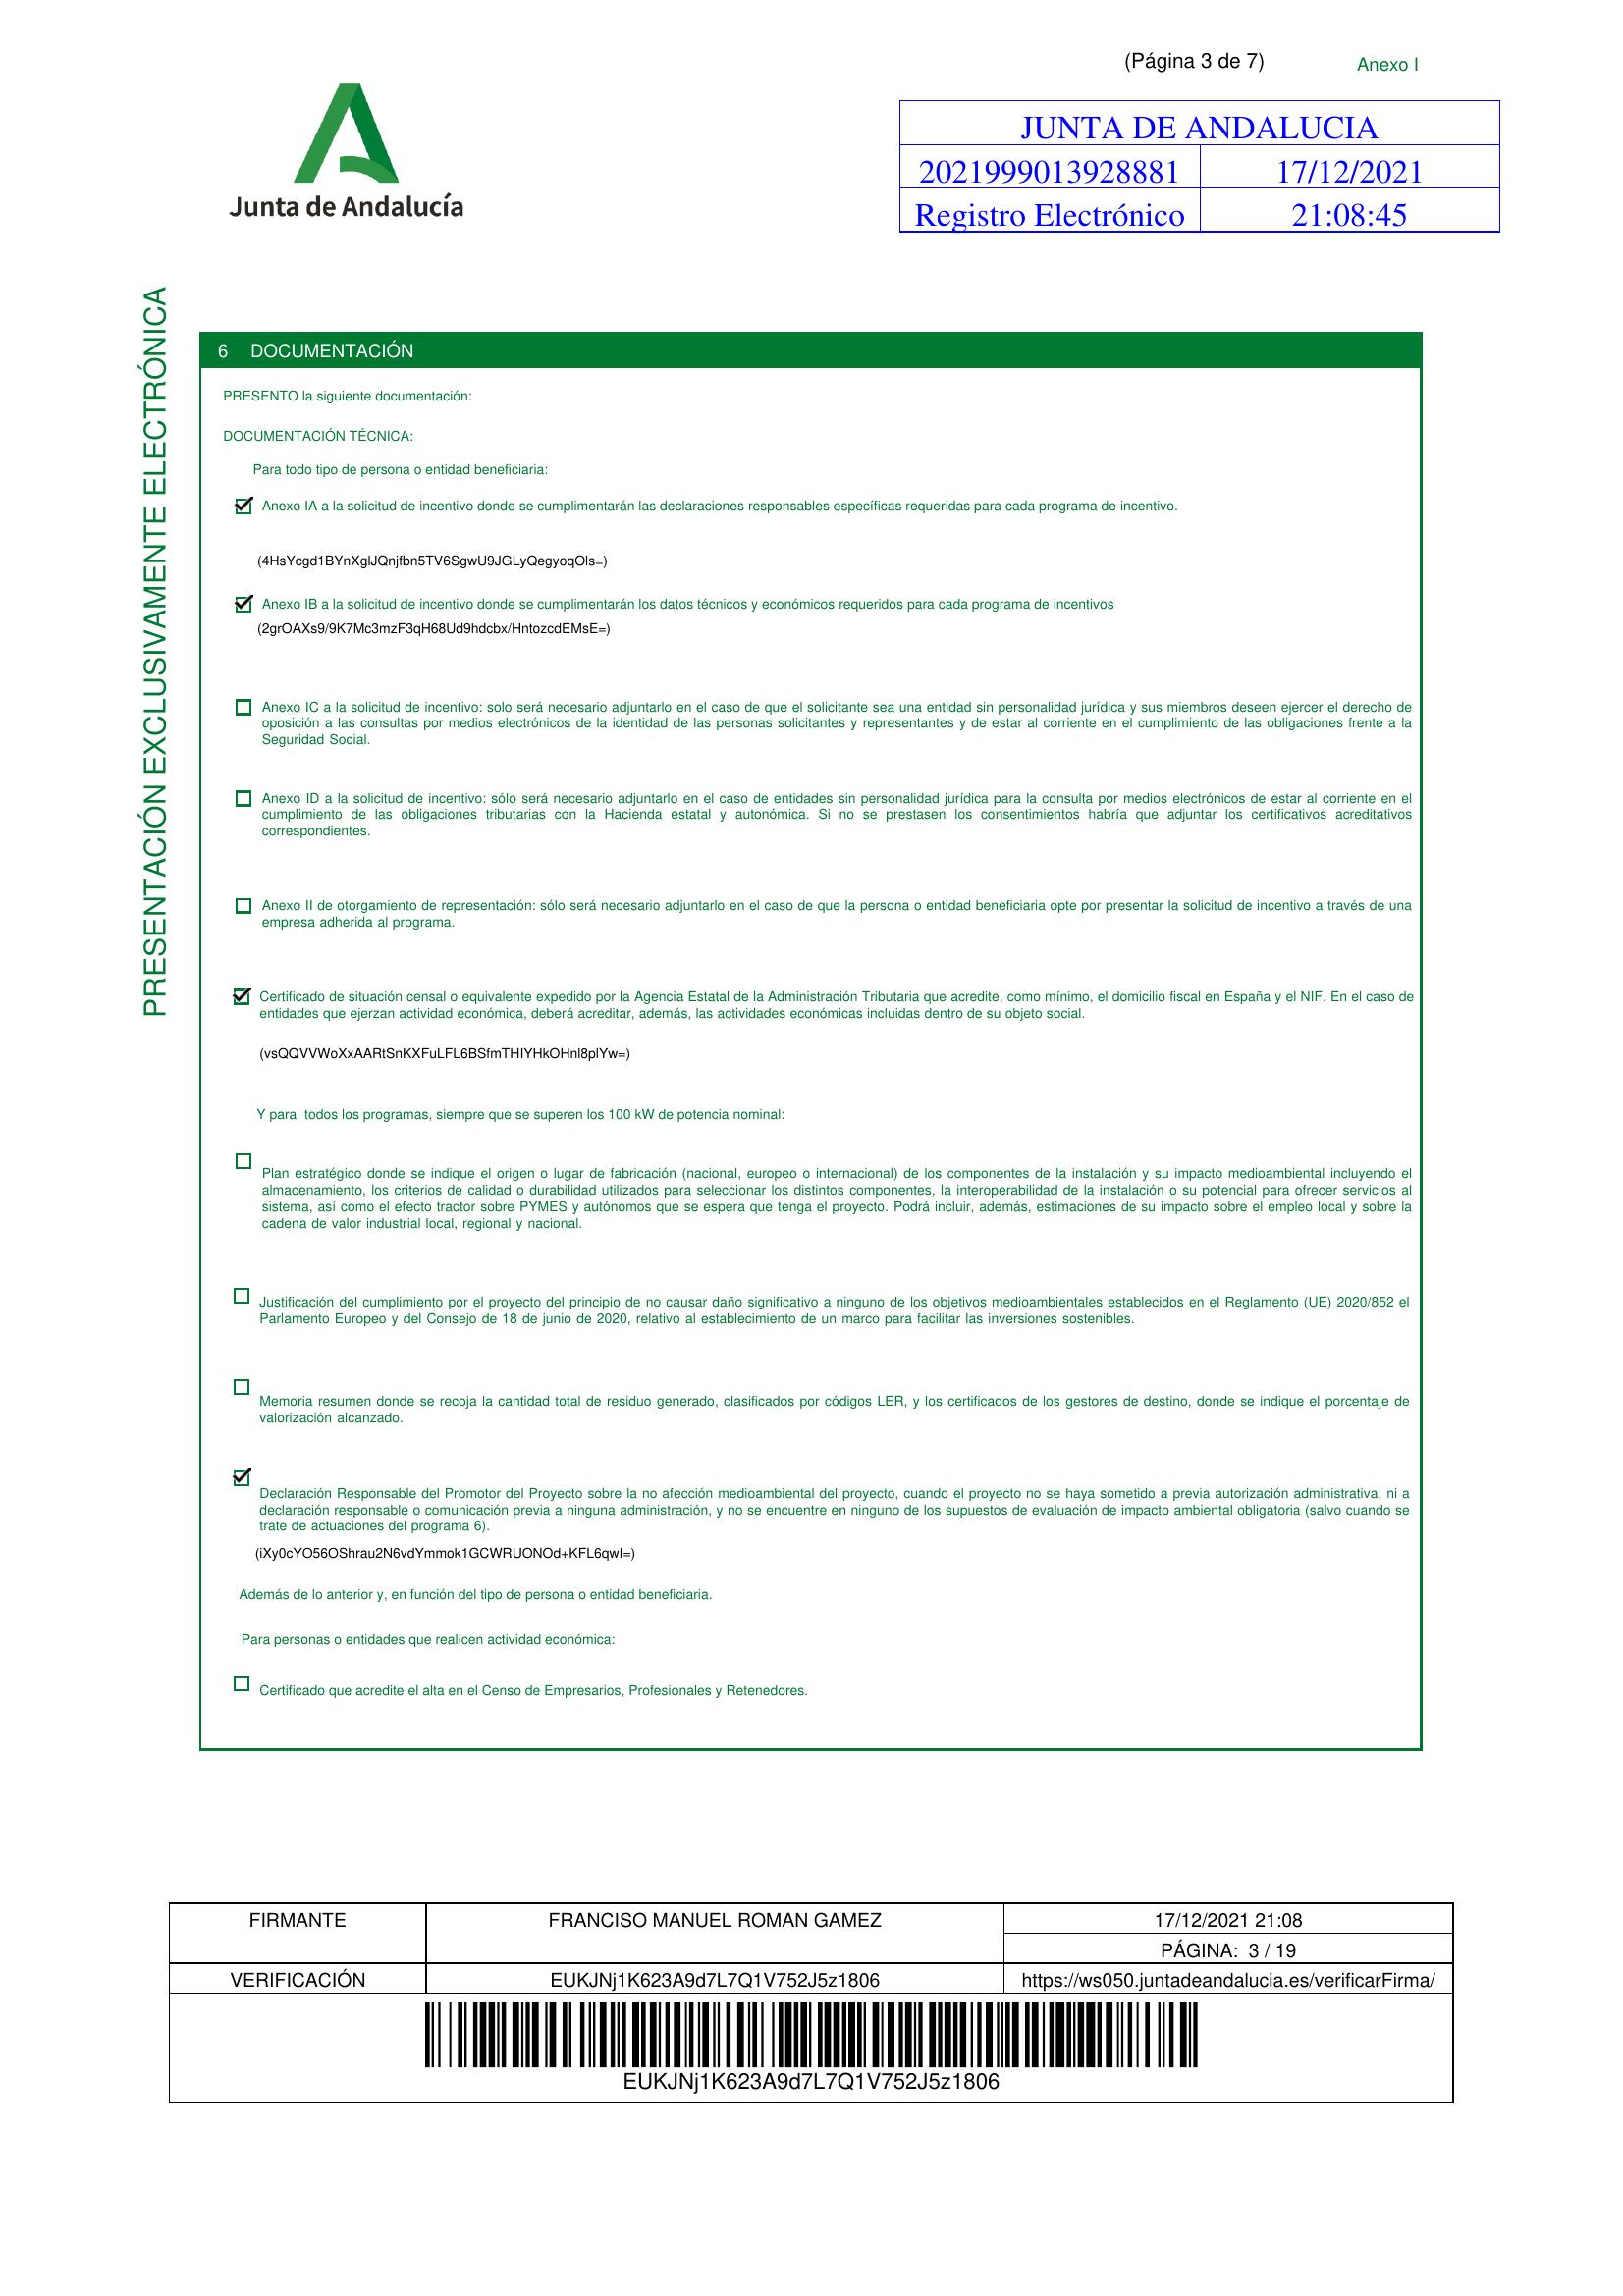 (Página 3 de 7)
Anexo I
Junta de Andalucía
JUNTA DE ANDALUCIA
2021999013928881
17/12/2021
Registro Electrónico
21:08:45
PRESENTACIÓN EXCLUSIVAMENTE ELECTRÓNICA
6 DOCUMENTACIÓN
PRESENTO la siguiente documentación:
DOCUMENTACIÓN TÉCNICA:
Para todo tipo de persona o entidad beneficiaria:
Anexo IA a la solicitud de incentivo donde se cumplimentarán las declaraciones responsables específicas requeridas para cada programa de incentivo.
(4HsYcgd1BYnXglJQnjfbn5TV6SgwU9JGLyQegyoqOls=)
Anexo IB a la solicitud de incentivo donde se cumplimentarán los datos técnicos y económicos requeridos para cada programa de incentivos
(2grOAXs9/9K7Mc3mzF3qH68Ud9hdcbx/HntozcdEMsE=)
Anexo IC a la solicitud de incentivo: solo será necesario adjuntarlo en el caso de que el solicitante sea una entidad sin personalidad jurídica y sus miembros deseen ejercer el derecho de
oposición a las consultas por medios electrónicos de la identidad de las personas solicitantes y representantes y de estar al corriente en el cumplimiento de las obligaciones frente a la
Seguridad Social.
Anexo ID a la solicitud de incentivo: sólo será necesario adjuntarlo en el caso de entidades sin personalidad jurídica para la consulta por medios electrónicos de estar al corriente en el
cumplimiento de las obligaciones tributarias con la Hacienda estatal y autonómica. Si no se prestasen los consentimientos habría que adjuntar los certificativos acreditativos
correspondientes.
Anexo II de otorgamiento de representación: sólo será necesario adjuntarlo en el caso de que la persona o entidad beneficiaria opte por presentar la solicitud de incentivo a través de una
empresa adherida al programa.
Certificado de situación censal o equivalente expedido por la Agencia Estatal de la Administración Tributaria que acredite, como mínimo, el domicilio fiscal en España y el NIF. En el caso de
entidades que ejerzan actividad económica, deberá acreditar, además, las actividades económicas incluidas dentro de su objeto social.
(vsQQVVWoXxAARtSnKXFuLFL6BSfmTHIYHkOHnl8plYw=)
Y para todos los programas, siempre que se superen los 100 kW de potencia nominal:
Plan estratégico donde se indique el origen o lugar de fabricación (nacional, europeo o internacional) de los componentes de la instalación y su impacto medioambiental incluyendo el
almacenamiento, los criterios de calidad o durabilidad utilizados para seleccionar los distintos componentes, la interoperabilidad de la instalación o su potencial para ofrecer servicios al
sistema, así como el efecto tractor sobre PYMES y autónomos que se espera que tenga el proyecto. Podrá incluir, además, estimaciones de su impacto sobre el empleo local y sobre la
cadena de valor industrial local, regional y nacional.
Justificación del cumplimiento por el proyecto del principio de no causar daño significativo a ninguno de los objetivos medioambientales establecidos en el Reglamento (UE) 2020/852 el
Parlamento Europeo y del Consejo de 18 de junio de 2020, relativo al establecimiento de un marco para facilitar las inversiones sostenibles.
Memoria resumen donde se recoja la cantidad total de residuo generado, clasificados por códigos LER, y los certificados de los gestores de destino, donde se indique el porcentaje de
valorización alcanzado.
Declaración Responsable del Promotor del Proyecto sobre la no afección medioambiental del proyecto, cuando el proyecto no se haya sometido a previa autorización administrativa, ni a
declaración responsable o comunicación previa a ninguna administración, y no se encuentre en ninguno de los supuestos de evaluación de impacto ambiental obligatoria (salvo cuando se
trate de actuaciones del programa 6).
(iXy0cYO56OShrau2N6vdYmmok1GCWRUONOd+KFL6qwI=)
Además de lo anterior y, en función del tipo de persona o entidad beneficiaria.
Para personas o entidades que realicen actividad económica:
Certificado que acredite el alta en el Censo de Empresarios, Profesionales y Retenedores.
FIRMANTE
FRANCISO MANUEL ROMAN GAMEZ
17/12/2021 21:08
PÁGINA: 3 / 19
VERIFICACIÓN
EUKJNj1K623A9d7L7Q1V752J5z1806
https://ws050.juntadeandalucia.es/verificarFirma/
EUKJNj1K623A9d7L7Q1V752J5z1806